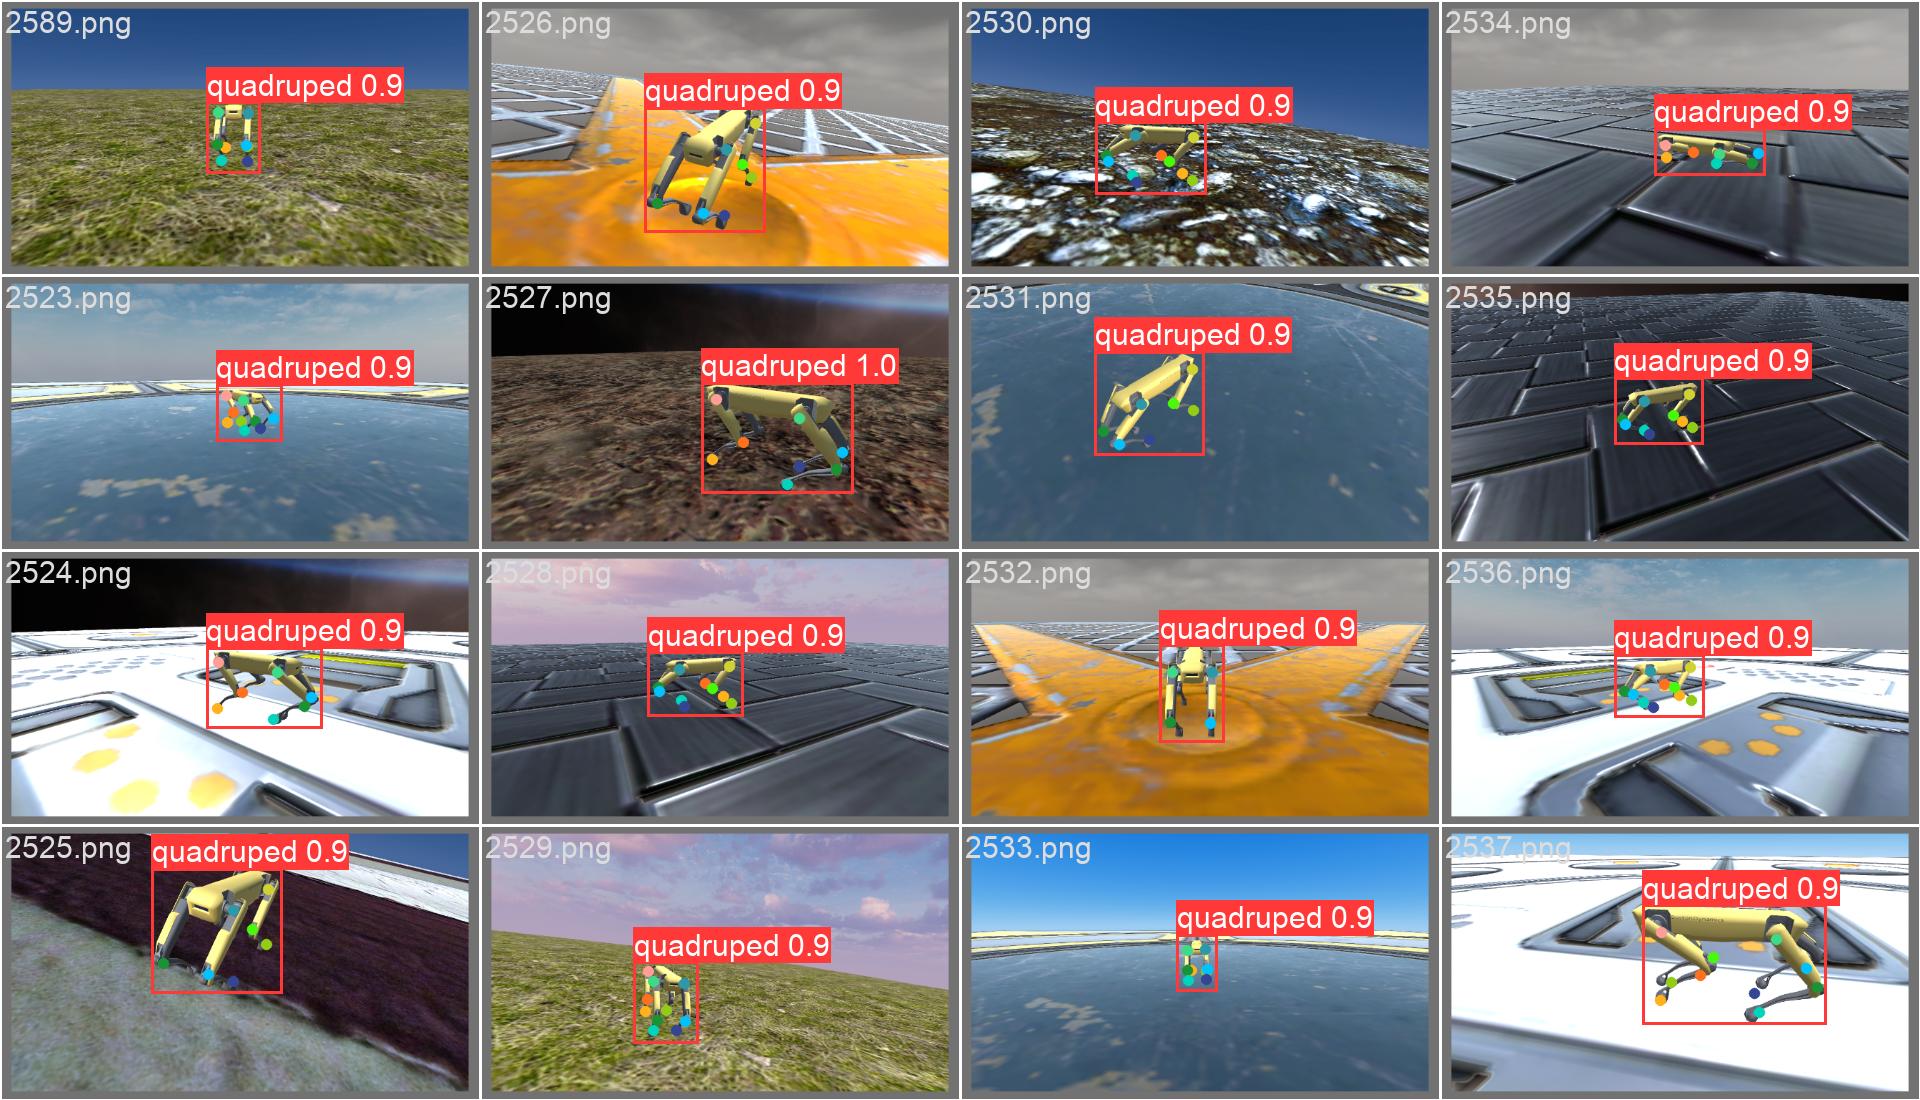 2589.png
quadruped 0.9
2526.png
quadruped 0.9
2530.png
quadruped 0.9
2534.png
quadruped 0.9
2523.png
quadruped 0.9
2527.png
quadruped 1.0
2531.png
quadruped 0.9
2535.png
quadruped 0.9
2524.png
quadruped 0.9
2528.png
quadruped 0.9
2532.png
quadruped 0.9
2536.png
quadruped 0.9
2525.png
quadruped 0.9
2529.png
quadruped 0.9
2533.png
quadruped 0.9
2537.png
quadruped 0.9